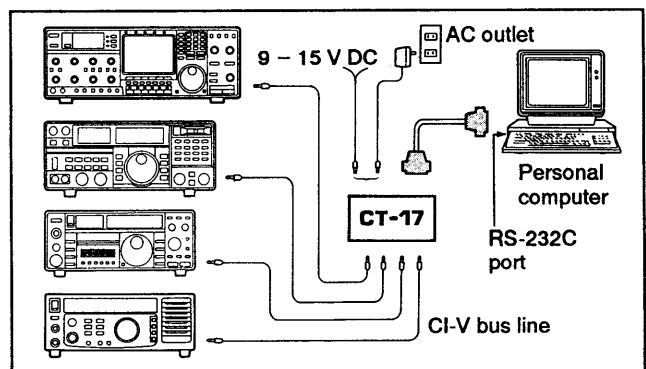 AC outlet
9 – 15 V DC
CT-17
Personal
computer
RS-232C
port
CI-V bus line